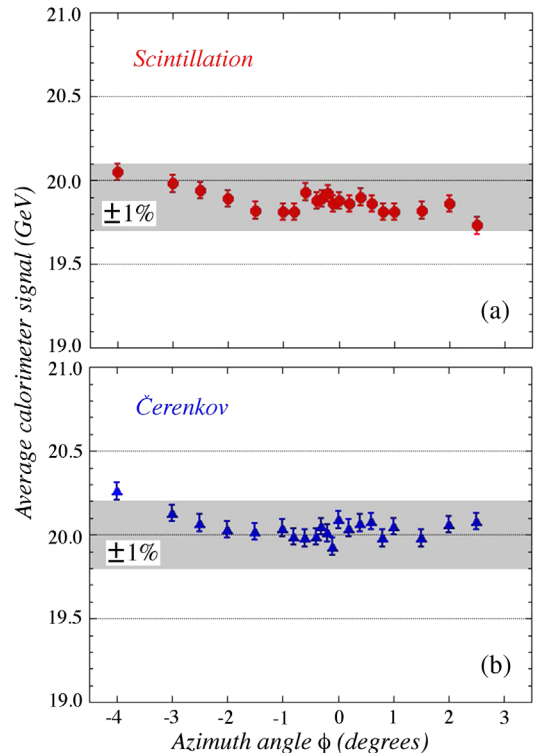 21.0
Scintillation
20.5
20.0
±1%
19.5
(a)
19.0
Average calorimeter signal (GeV)
21.0
Čerenkov
20.5
20.0
±1%
19.5
(b)
19.0
-4 -3 -2 -1 0 1 2 3
Azimuth angle ϕ (degrees)